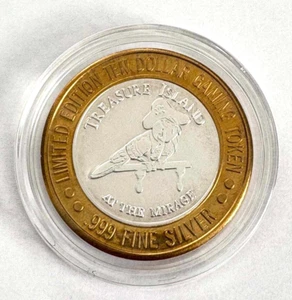 LIMITED EDITION TEN DOLLAR GAMING TOKEN
TREASURE ISLAND
AT THE MIRAGE
.999 FINE SILVER